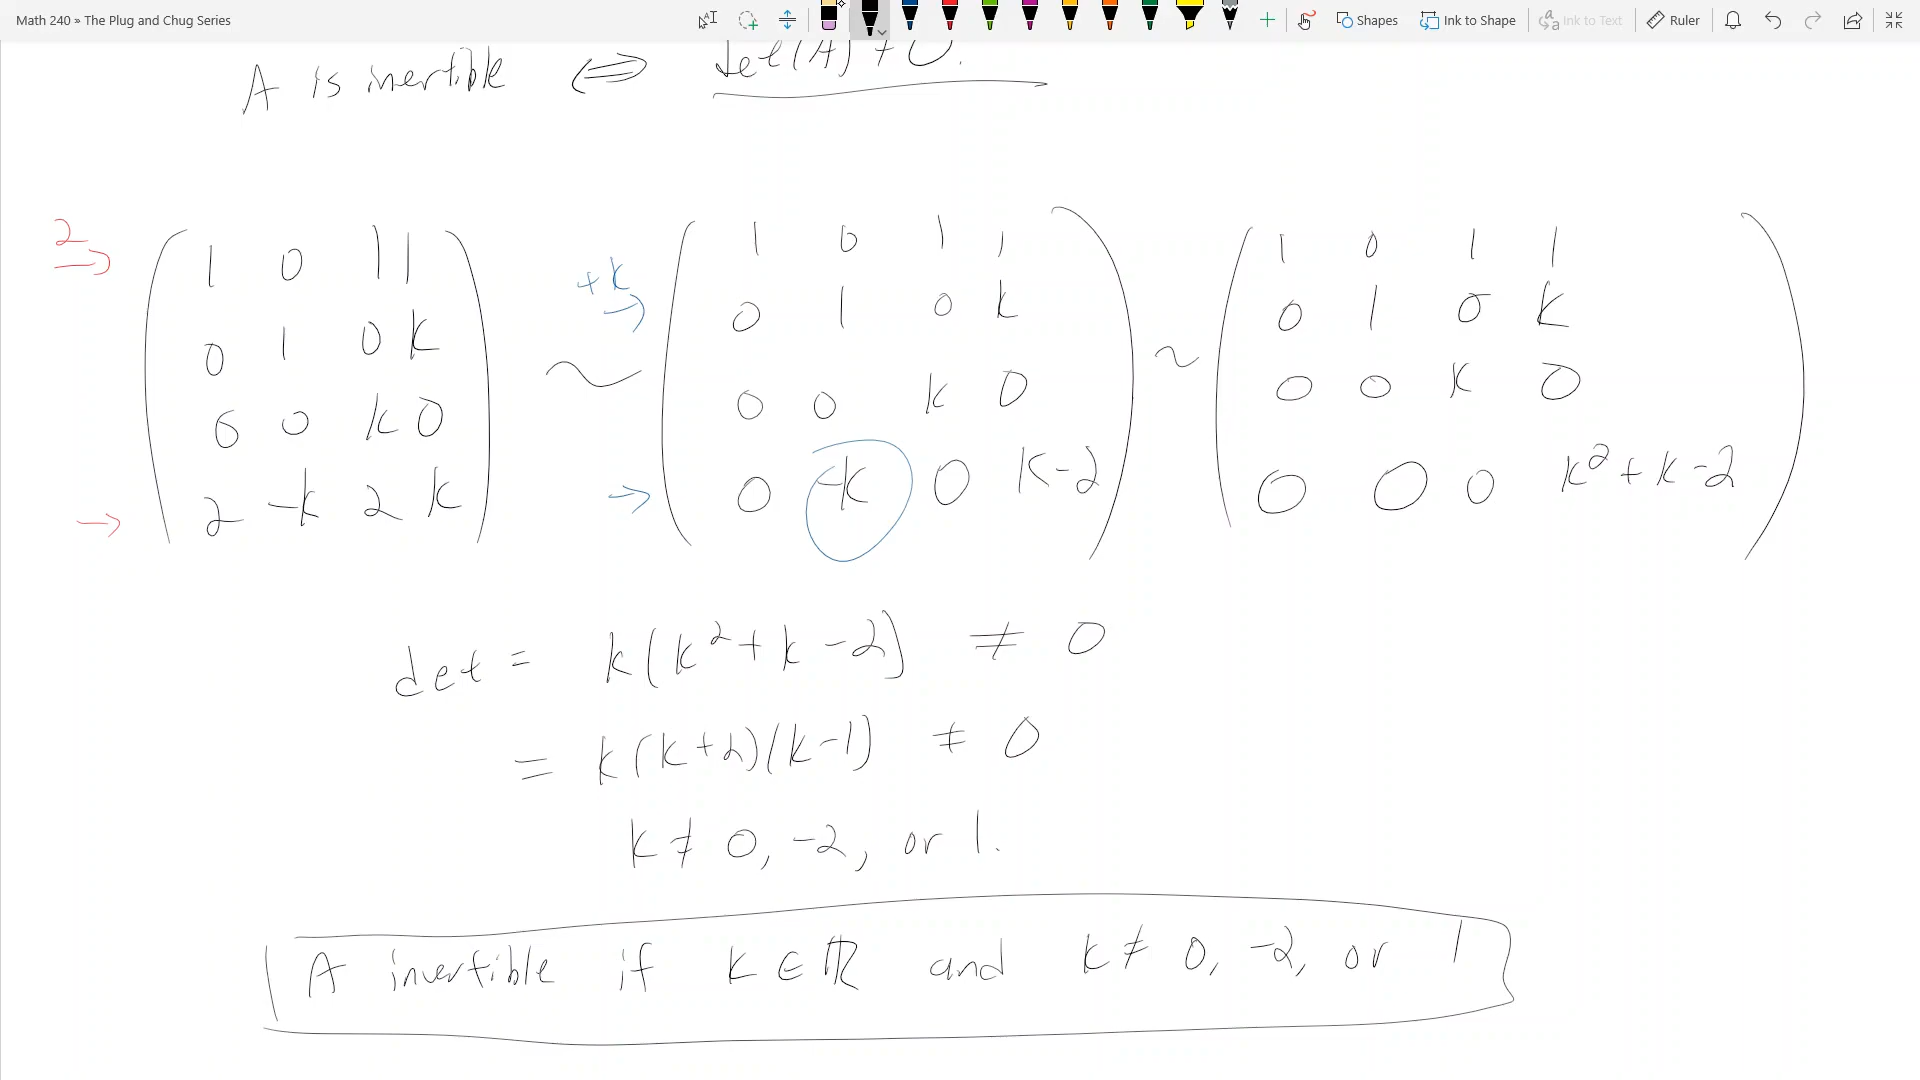 Math 240 » The Plug and Chug Series
Shapes Ink to Shape Ink to Text Ruler
A is invertible ⟺ det(A) ≠ 0.
2 →
1 0 1 1
0 1 0 k
0 0 k 0
→ 2 -k 2 k
~
+k →
1 0 1 1
0 1 0 k
0 0 k 0
→ 0 -k 0 k-2
~
1 0 1 1
0 1 0 k
0 0 k 0
0 0 0 k²+k-2
det = k(k²+k-2) ≠ 0
= k(k+2)(k-1) ≠ 0
k ≠ 0, -2, or 1.
A invertible if k ∈ ℝ and k ≠ 0, -2, or 1